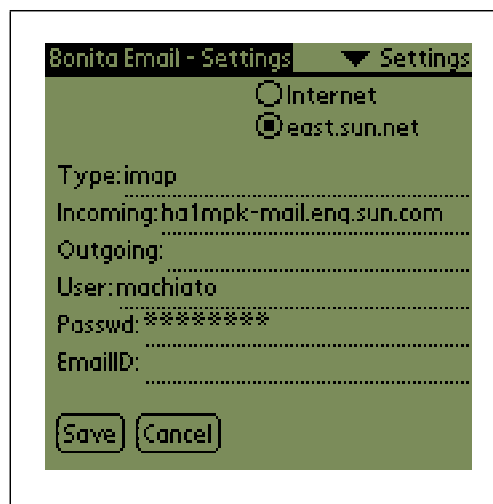 Bonita Email - Settings Settings
Internet
east.sun.net
Type:imap
Incoming:ha1mpk-mail.eng.sun.com
Outgoing:
User:machiato
Passwd:********
EmailID:
Save Cancel